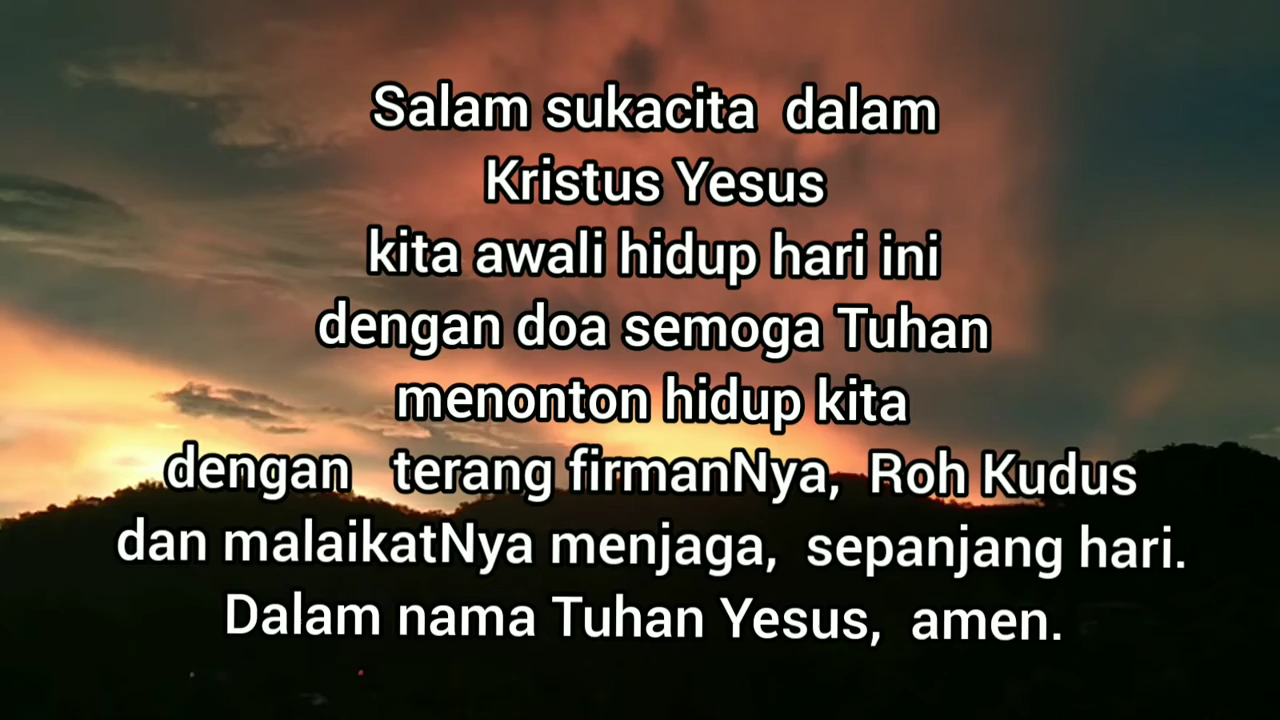 Salam sukacita dalam
Kristus Yesus
kita awali hidup hari ini
dengan doa semoga Tuhan
menonton hidup kita
dengan terang firmanNya, Roh Kudus
dan malaikatNya menjaga, sepanjang hari.
Dalam nama Tuhan Yesus, amen.